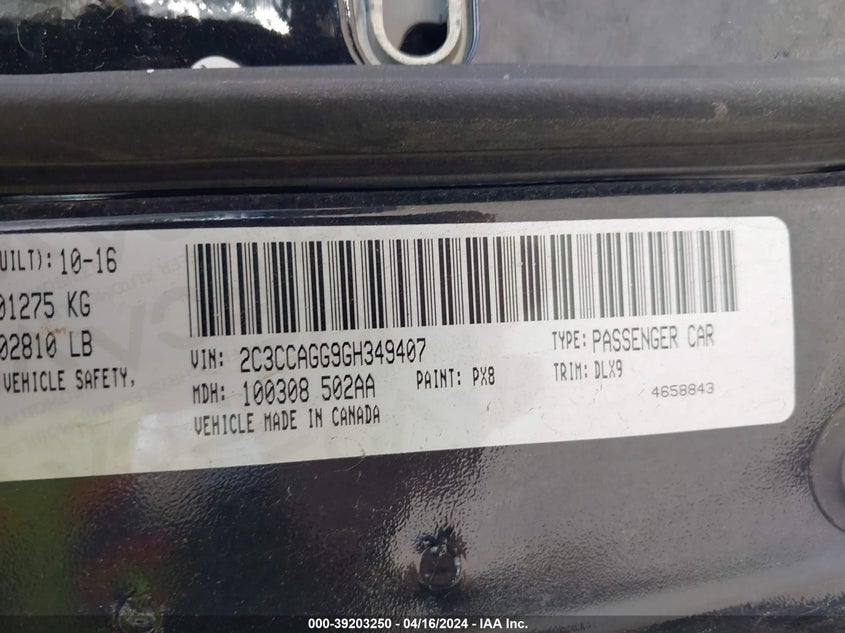 UILT): 10-16
01275 KG
02810 LB
VEHICLE SAFETY,
VIN: 2C3CCAGG9GH349407
TYPE: PASSENGER CAR
MDH: 100308 502AA
PAINT: PX8
TRIM: DLX9
VEHICLE MADE IN CANADA
4658843
000-39203250 - 04/16/2024 - IAA Inc.